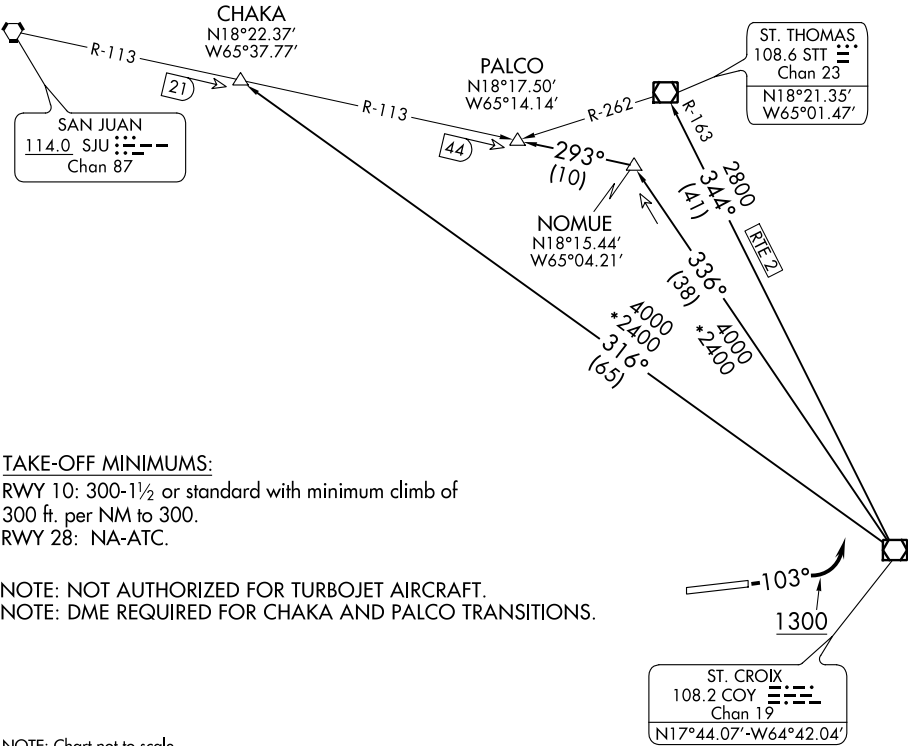 CHAKA
N18°22.37′
W65°37.77′
R-113
21
SAN JUAN
114.0 SJU
Chan 87
PALCO
N18°17.50′
W65°14.14′
R-113
44
R-262
ST. THOMAS
108.6 STT
Chan 23
N18°21.35′
W65°01.47′
R-163
293°
(10)
NOMUE
N18°15.44′
W65°04.21′
2800
344°
(41)
RTE 2
336°
(38)
4000
*2400
4000
*2400
316°
(65)
TAKE-OFF MINIMUMS:
RWY 10: 300-1½ or standard with minimum climb of
300 ft. per NM to 300.
RWY 28: NA-ATC.
NOTE: NOT AUTHORIZED FOR TURBOJET AIRCRAFT.
NOTE: DME REQUIRED FOR CHAKA AND PALCO TRANSITIONS.
103°
1300
ST. CROIX
108.2 COY
Chan 19
N17°44.07′-W64°42.04′
NOTE: Chart not to scale